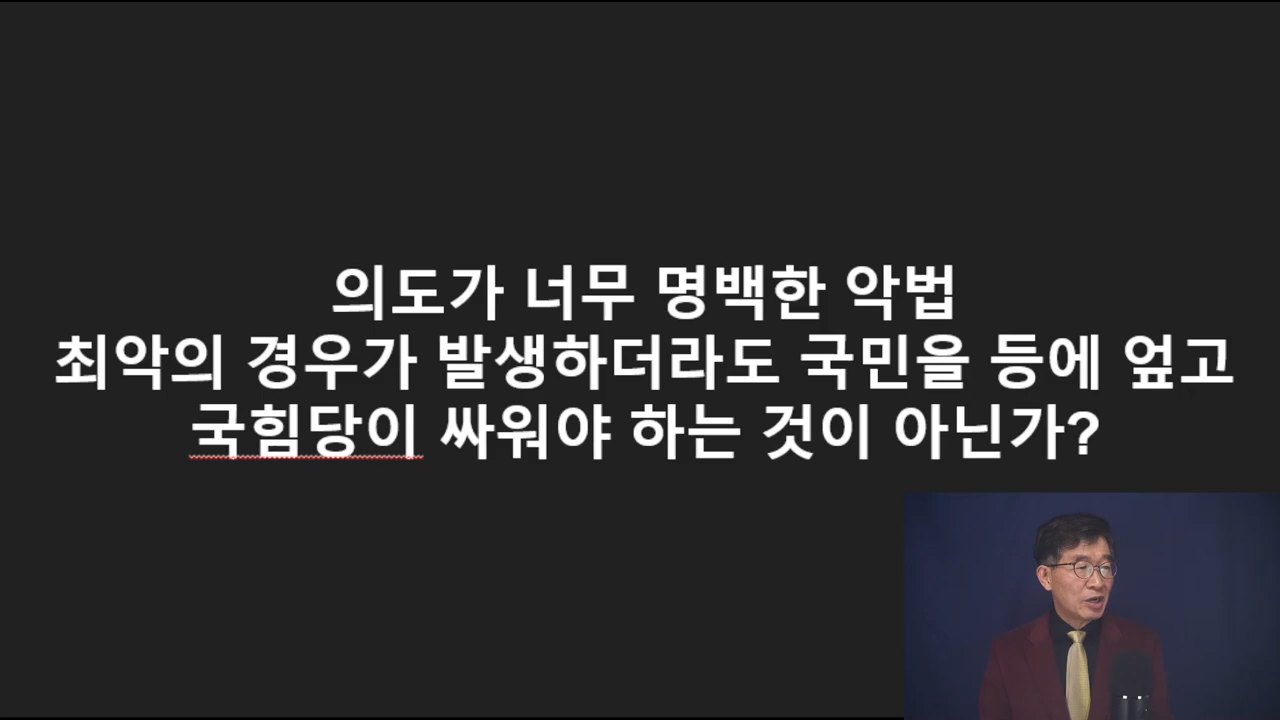 의도가 너무 명백한 악법
최악의 경우가 발생하더라도 국민을 등에 엎고
국힘당이 싸워야 하는 것이 아닌가?